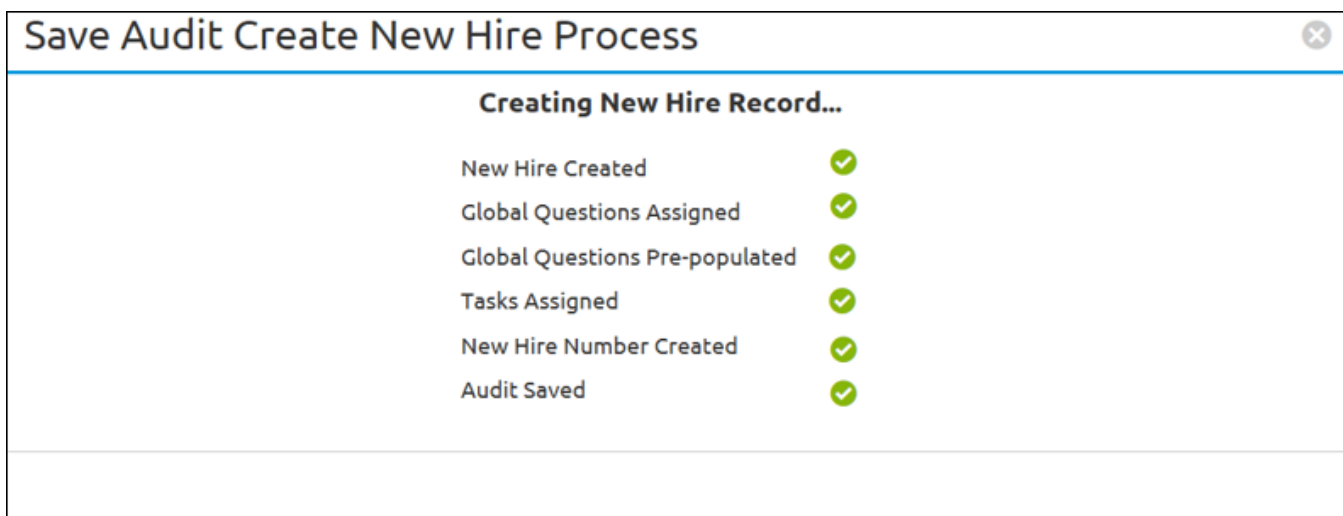 Save Audit Create New Hire Process
Creating New Hire Record...
New Hire Created
Global Questions Assigned
Global Questions Pre-populated
Tasks Assigned
New Hire Number Created
Audit Saved